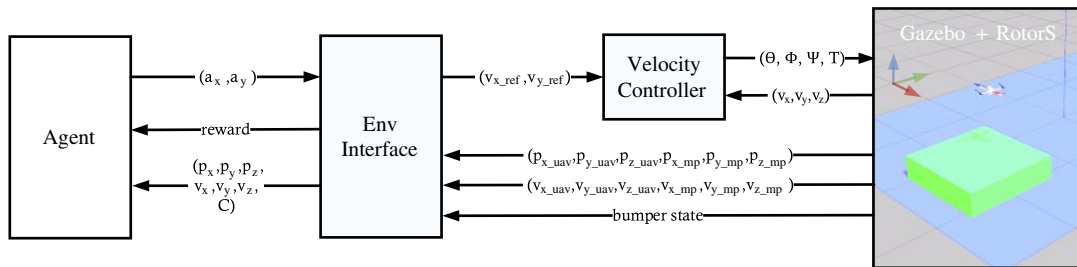 Gazebo + RotorS
(a_x ,a_y )
(v_x_ref ,v_y_ref)
Velocity
Controller
(θ, Φ, Ψ, T)
(v_x,v_y,v_z)
Agent
reward
Env
Interface
(p_x,p_y,p_z,
v_x,v_y,v_z,
C)
(p_x_uav,p_y_uav,p_z_uav,p_x_mp,p_y_mp,p_z_mp)
(v_x_uav,v_y_uav,v_z_uav,v_x_mp,v_y_mp,v_z_mp)
bumper state